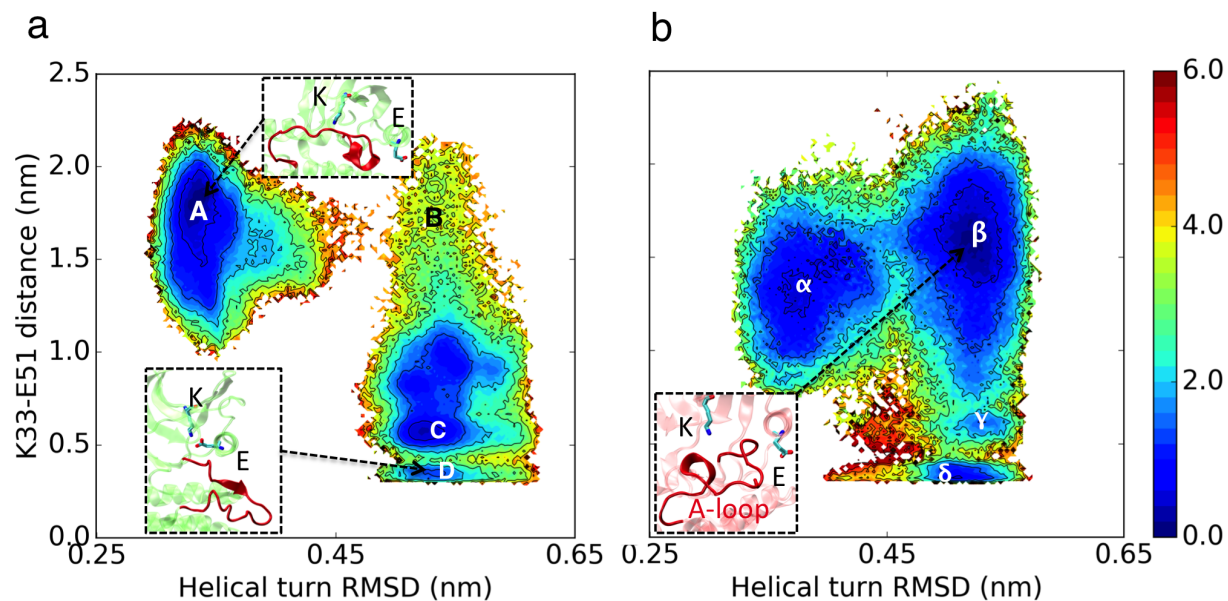 a
b
K33-E51 distance (nm)
2.5
2.0
1.5
1.0
0.5
0.0
K
E
A
B
C
D
K
E
0.25
0.45
0.65
Helical turn RMSD (nm)
α
β
γ
δ
K
E
A-loop
0.25
0.45
0.65
Helical turn RMSD (nm)
6.0
4.0
2.0
0.0